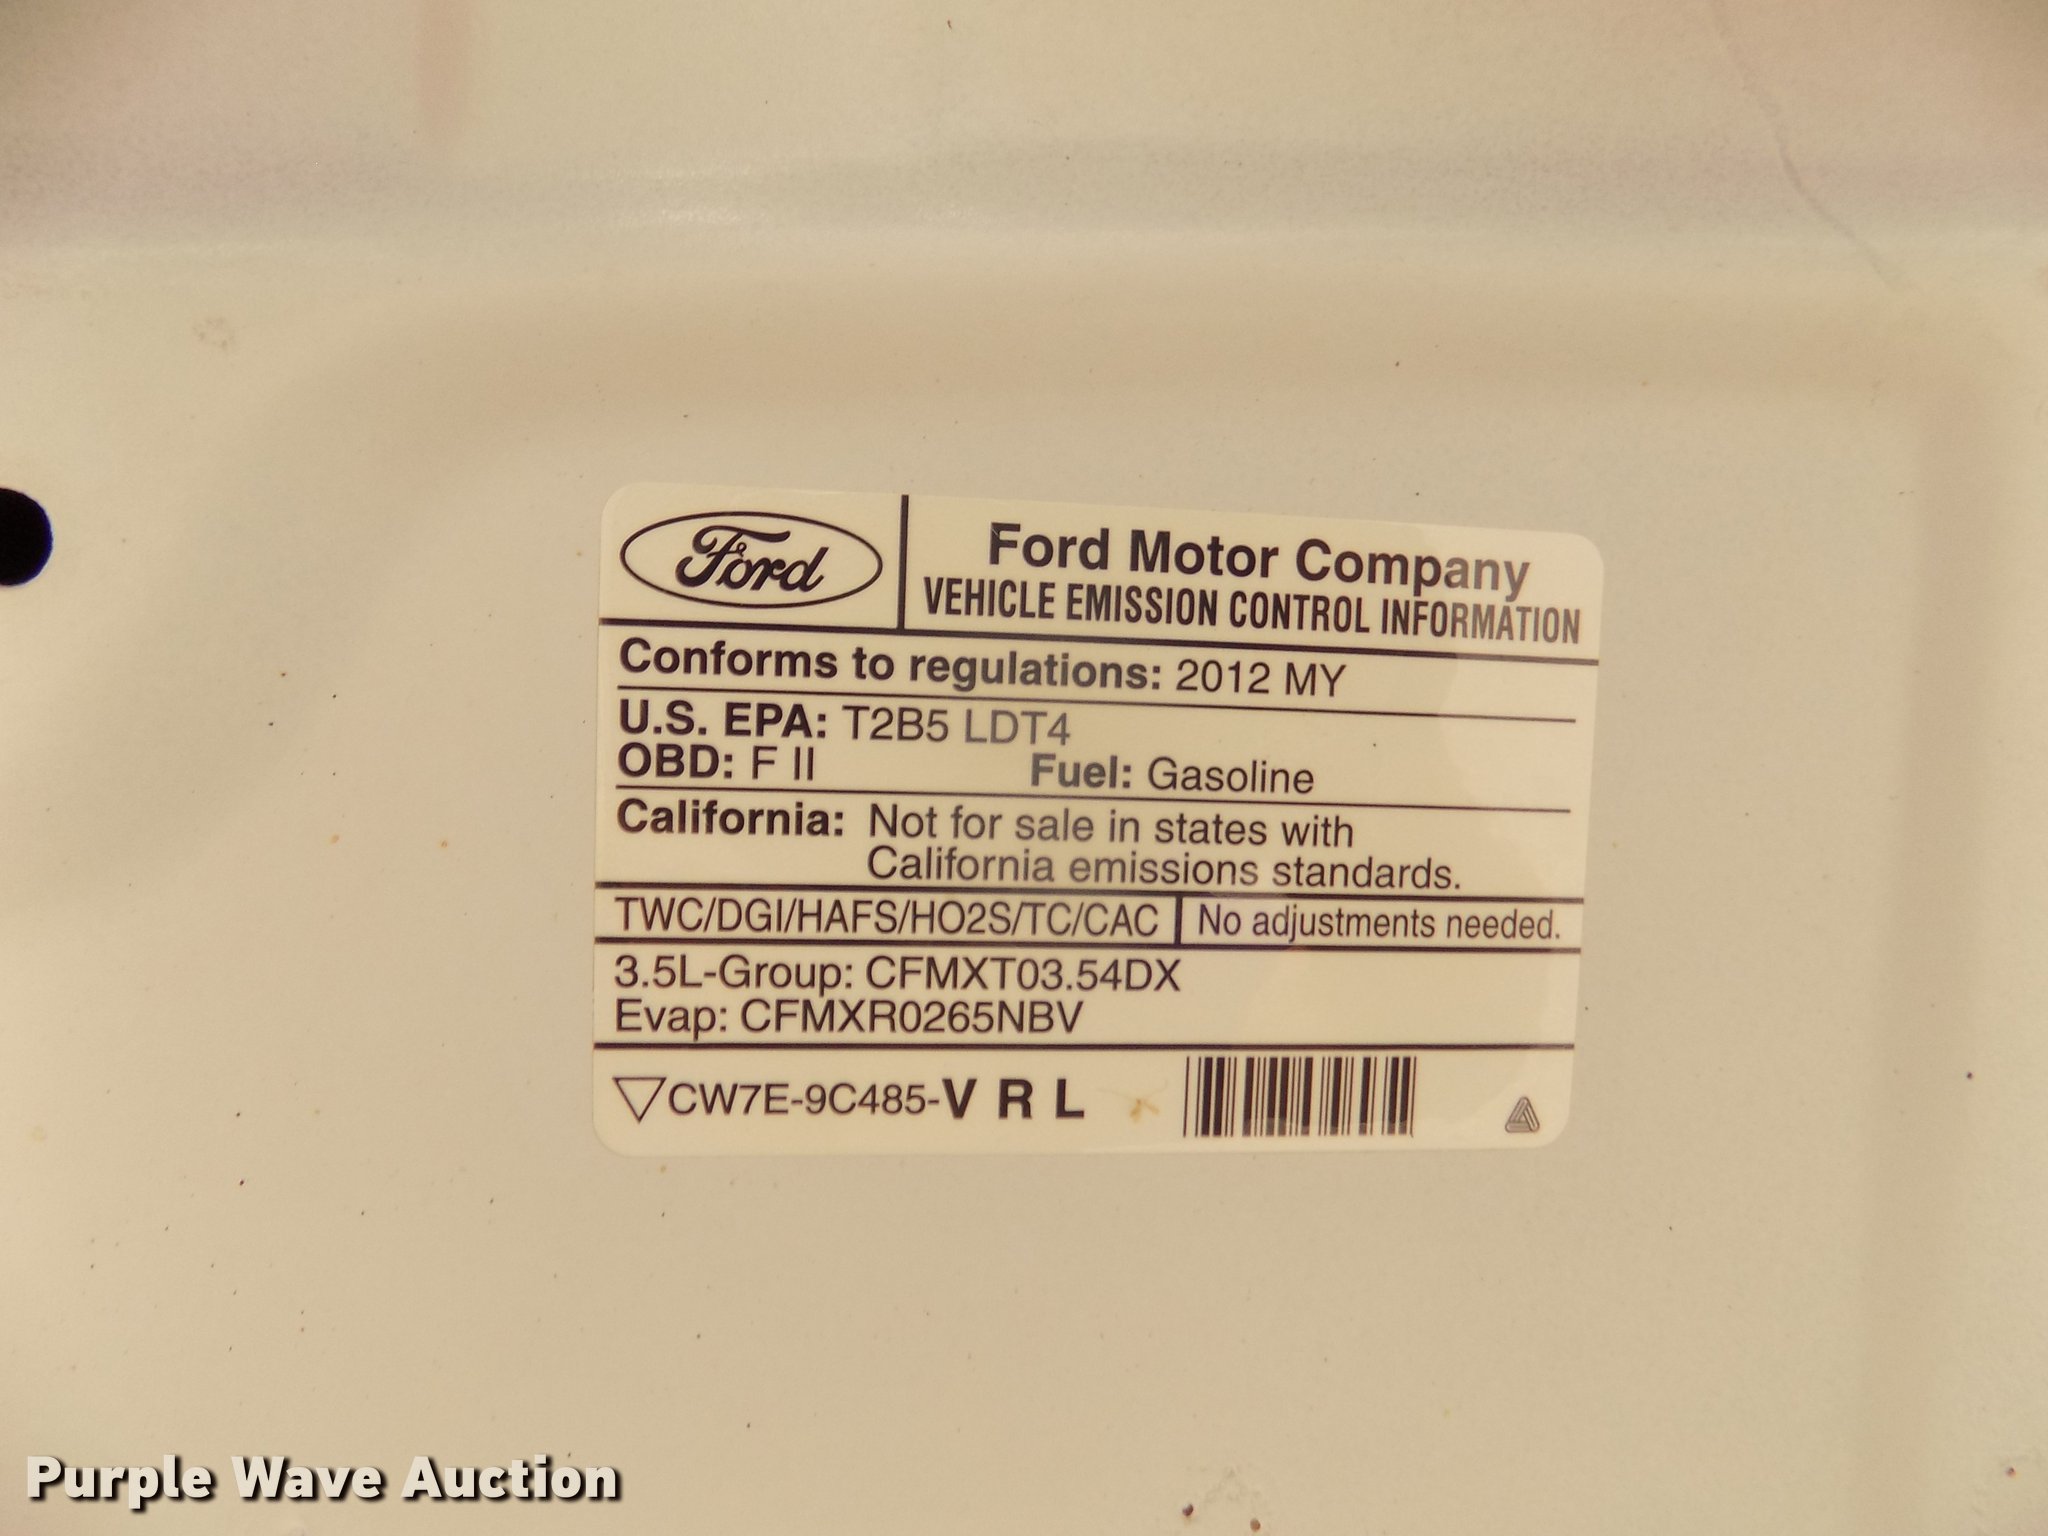 Ford
Ford Motor Company
VEHICLE EMISSION CONTROL INFORMATION
Conforms to regulations: 2012 MY
U.S. EPA: T2B5 LDT4
OBD: F II Fuel: Gasoline
California: Not for sale in states with
California emissions standards.
TWC/DGI/HAFS/HO2S/TC/CAC No adjustments needed.
3.5L-Group: CFMXT03.54DX
Evap: CFMXR0265NBV
CW7E-9C485-V R L
Purple Wave Auction